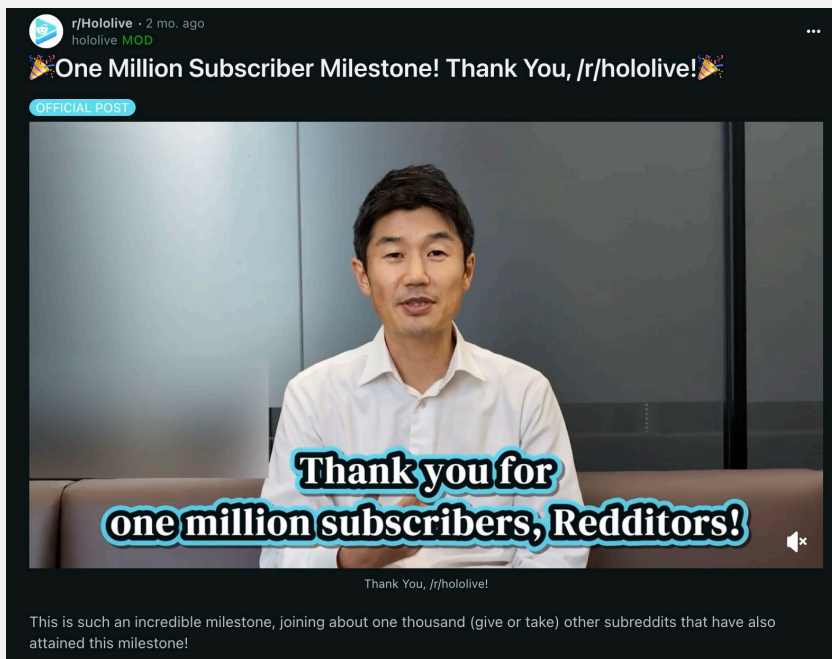 r/Hololive • 2 mo. ago
hololive MOD
🎉One Million Subscriber Milestone! Thank You, /r/hololive!🎉
OFFICIAL POST
Thank you for
one million subscribers, Redditors!
Thank You, /r/hololive!
This is such an incredible milestone, joining about one thousand (give or take) other subreddits that have also
attained this milestone!